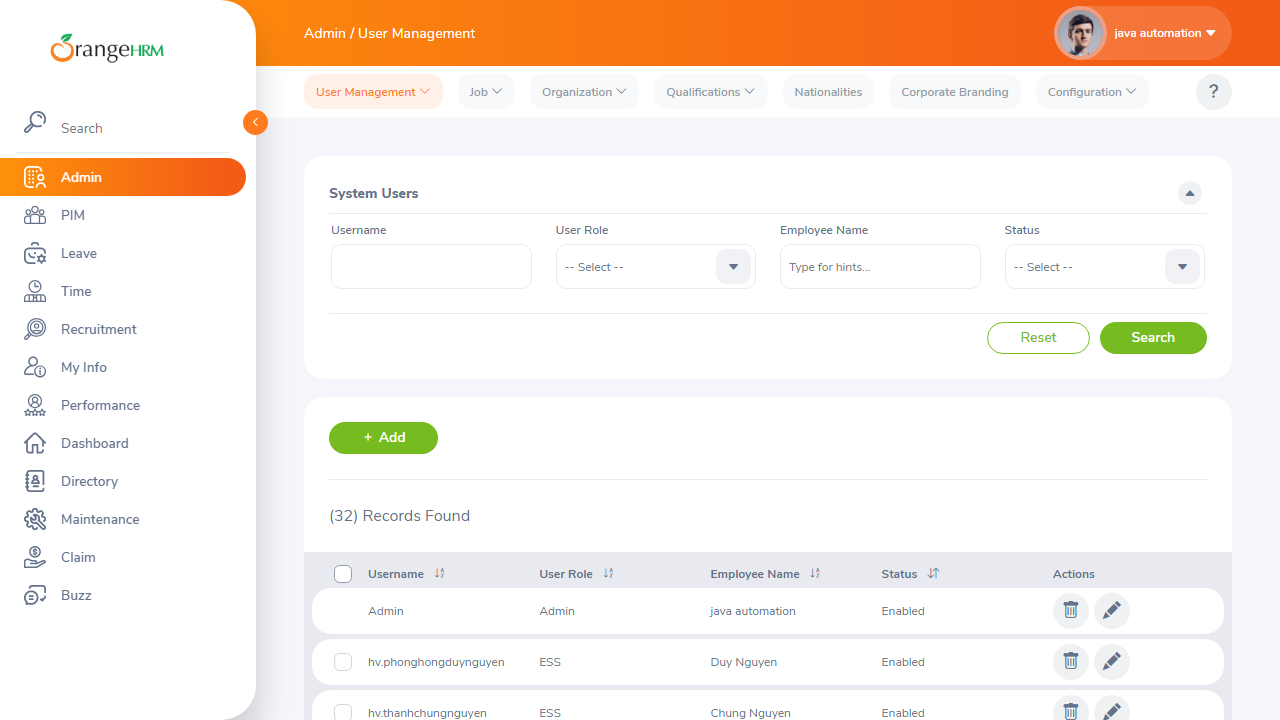 OrangeHRM
Admin / User Management
java automation
User Management
Job
Organization
Qualifications
Nationalities
Corporate Branding
Configuration
?
Search
Admin
PIM
Leave
Time
Recruitment
My Info
Performance
Dashboard
Directory
Maintenance
Claim
Buzz
System Users
Username
User Role
Employee Name
Status
-- Select --
Type for hints...
-- Select --
Reset
Search
+ Add
(32) Records Found
Username
User Role
Employee Name
Status
Actions
Admin
Admin
java automation
Enabled
hv.phonghongduynguyen
ESS
Duy Nguyen
Enabled
hv.thanhchungnguyen
ESS
Chung Nguyen
Enabled